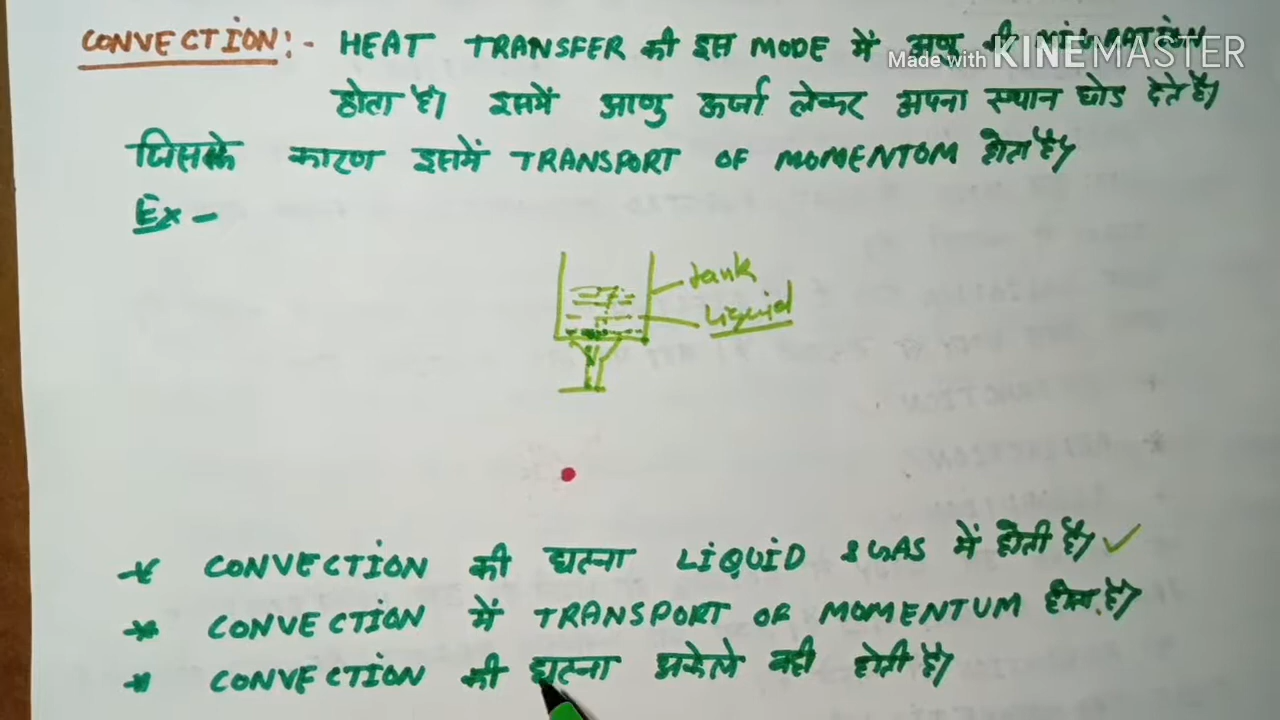 CONVECTION:- HEAT TRANSFER की इस MODE में अणु की
Made with KINEMASTER
होता है। इसमें आणु ऊर्जा लेकर अपना स्थान छोड देते है।
जिसके कारण इसमें TRANSPORT OF MOMENTOM होता है।
Ex -
tank
Liquid
CONVECTION की घटना LIQUID & GAS में होती है। ✓
* CONVECTION में TRANSPORT OF MOMENTUM होता है।
* CONVECTION की घटना अकेले नही होती है।